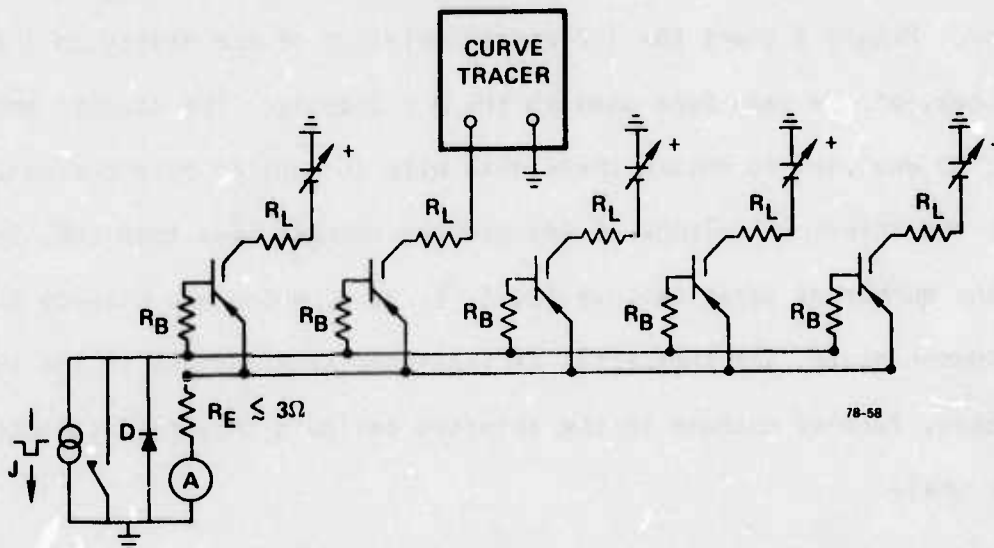 CURVE
TRACER
+
+
+
+
R_L
R_L
R_L
R_L
R_L
R_B
R_B
R_B
R_B
R_B
R_E ≦ 3Ω
78-58
D
J
A